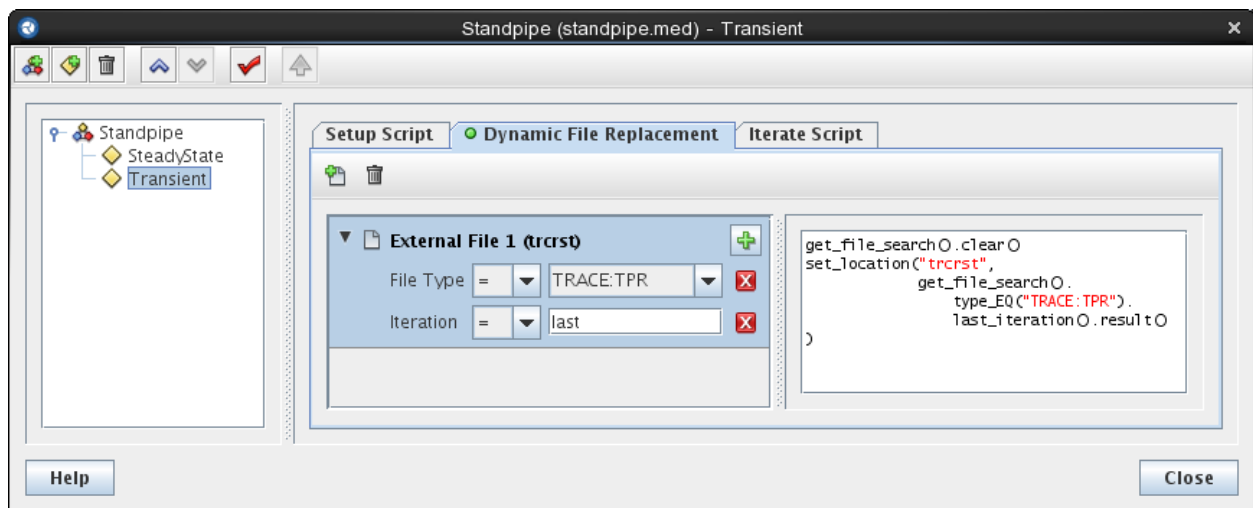 Standpipe (standpipe.med) - Transient
Standpipe
SteadyState
Transient
Setup Script
Dynamic File Replacement
Iterate Script
External File 1 (trcrst)
File Type = TRACE:TPR
Iteration = last
get_file_search().clear()
set_location("trcrst",
get_file_search().
type_EQ("TRACE:TPR").
last_iteration().result()
)
Help
Close